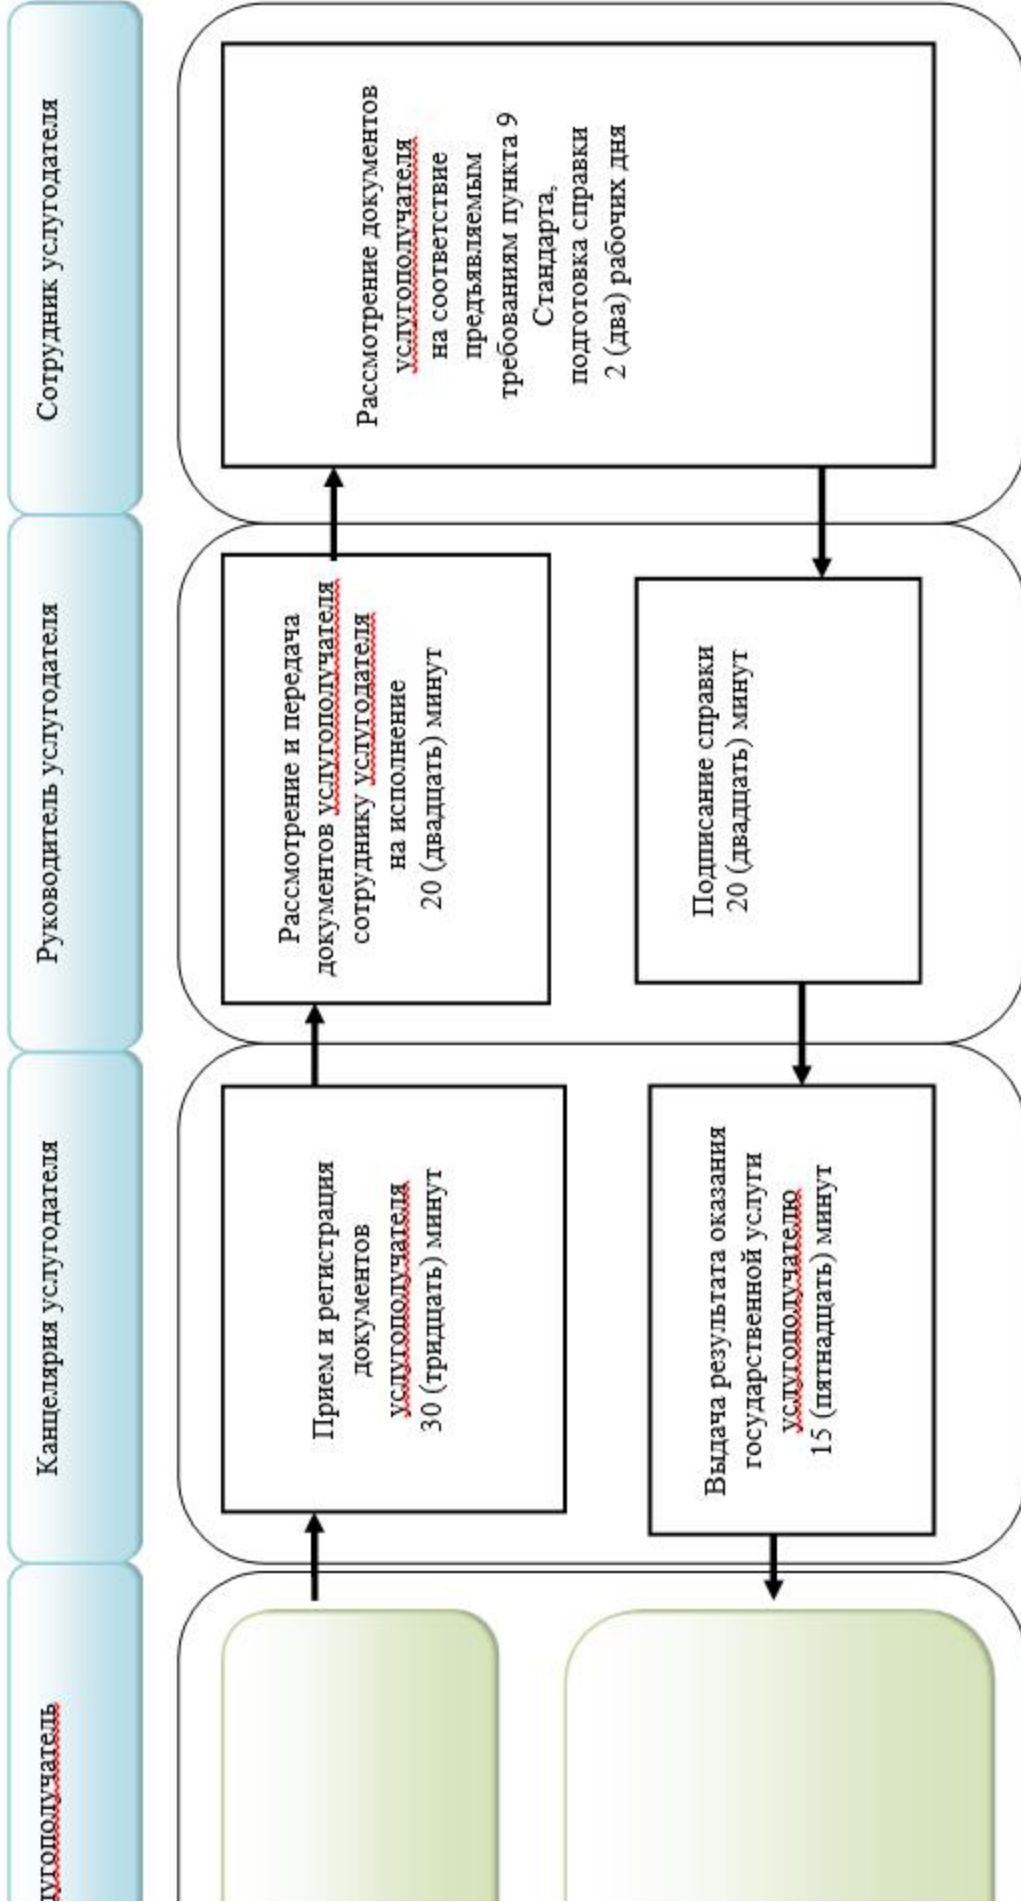 угополучатель
Канцелярия услугодателя
Руководитель услугодателя
Сотрудник услугодателя
Прием и регистрация
документов
услугополучателя
30 (тридцать) минут
Рассмотрение и передача
документов услугополучателя
сотруднику услугодателя
на исполнение
20 (двадцать) минут
Рассмотрение документов
услугополучателя
на соответствие
предъявляемым
требованиям пункта 9
Стандарта,
подготовка справки
2 (два) рабочих дня
Подписание справки
20 (двадцать) минут
Выдача результата оказания
государственной услуги
услугополучателю
15 (пятнадцать) минут